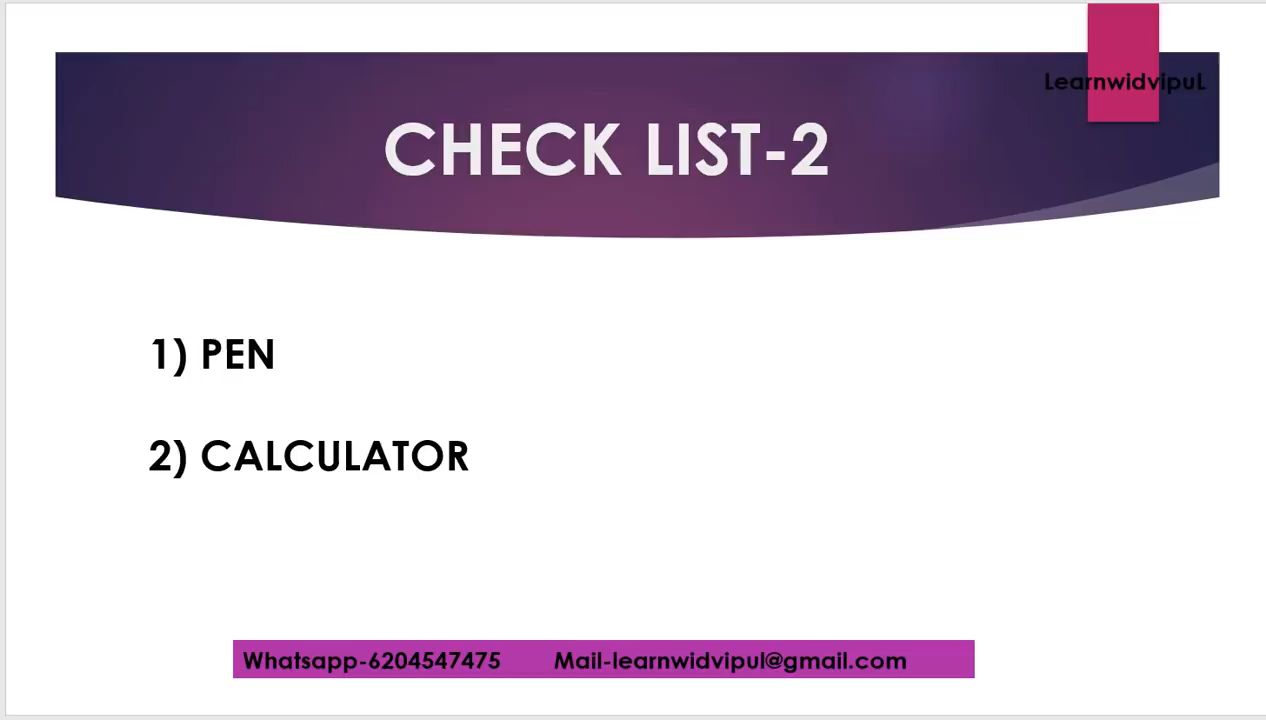 LearnwidvipuL
CHECK LIST-2
1) PEN
2) CALCULATOR
Whatsapp-6204547475 Mail-learnwidvipul@gmail.com